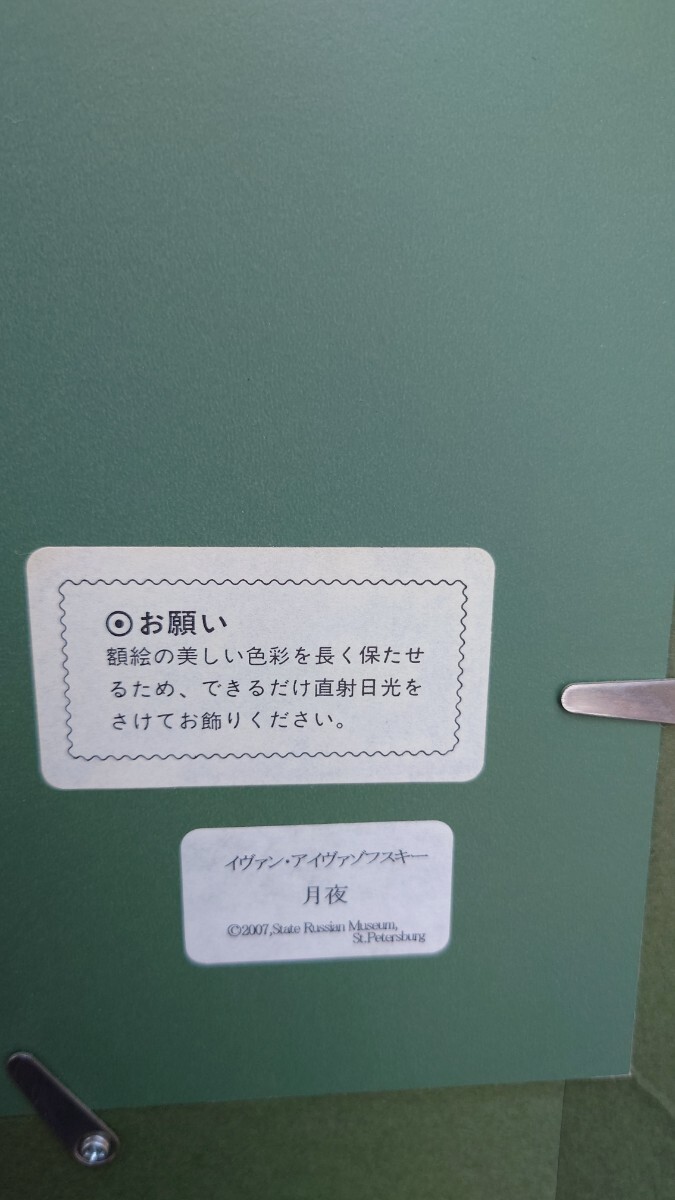 ⦿お願い
額絵の美しい色彩を長く保たせ
るため、できるだけ直射日光を
さけてお飾りください。
イヴァン・アイヴァゾフスキー
月夜
©2007,State Russian Museum,
St.Petersburg